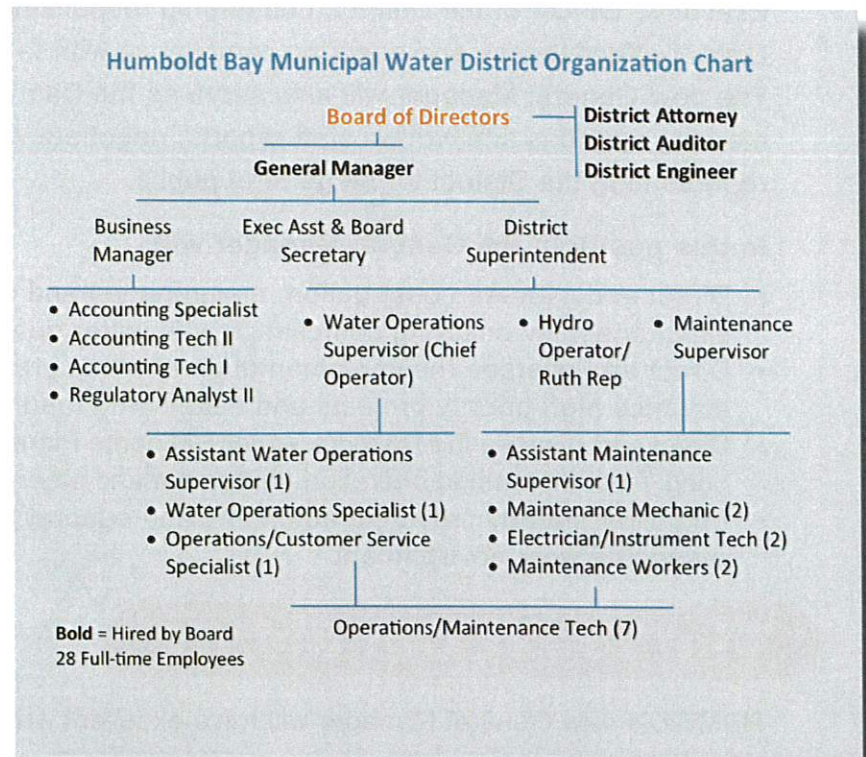 Humboldt Bay Municipal Water District Organization Chart
Board of Directors
District Attorney
District Auditor
District Engineer
General Manager
Business
Manager
Exec Asst & Board
Secretary
District
Superintendent
• Accounting Specialist
• Accounting Tech II
• Accounting Tech I
• Regulatory Analyst II
• Water Operations
Supervisor (Chief
Operator)
• Hydro
Operator/
Ruth Rep
• Maintenance
Supervisor
• Assistant Water Operations
Supervisor (1)
• Water Operations Specialist (1)
• Operations/Customer Service
Specialist (1)
• Assistant Maintenance
Supervisor (1)
• Maintenance Mechanic (2)
• Electrician/Instrument Tech (2)
• Maintenance Workers (2)
Operations/Maintenance Tech (7)
Bold = Hired by Board
28 Full-time Employees